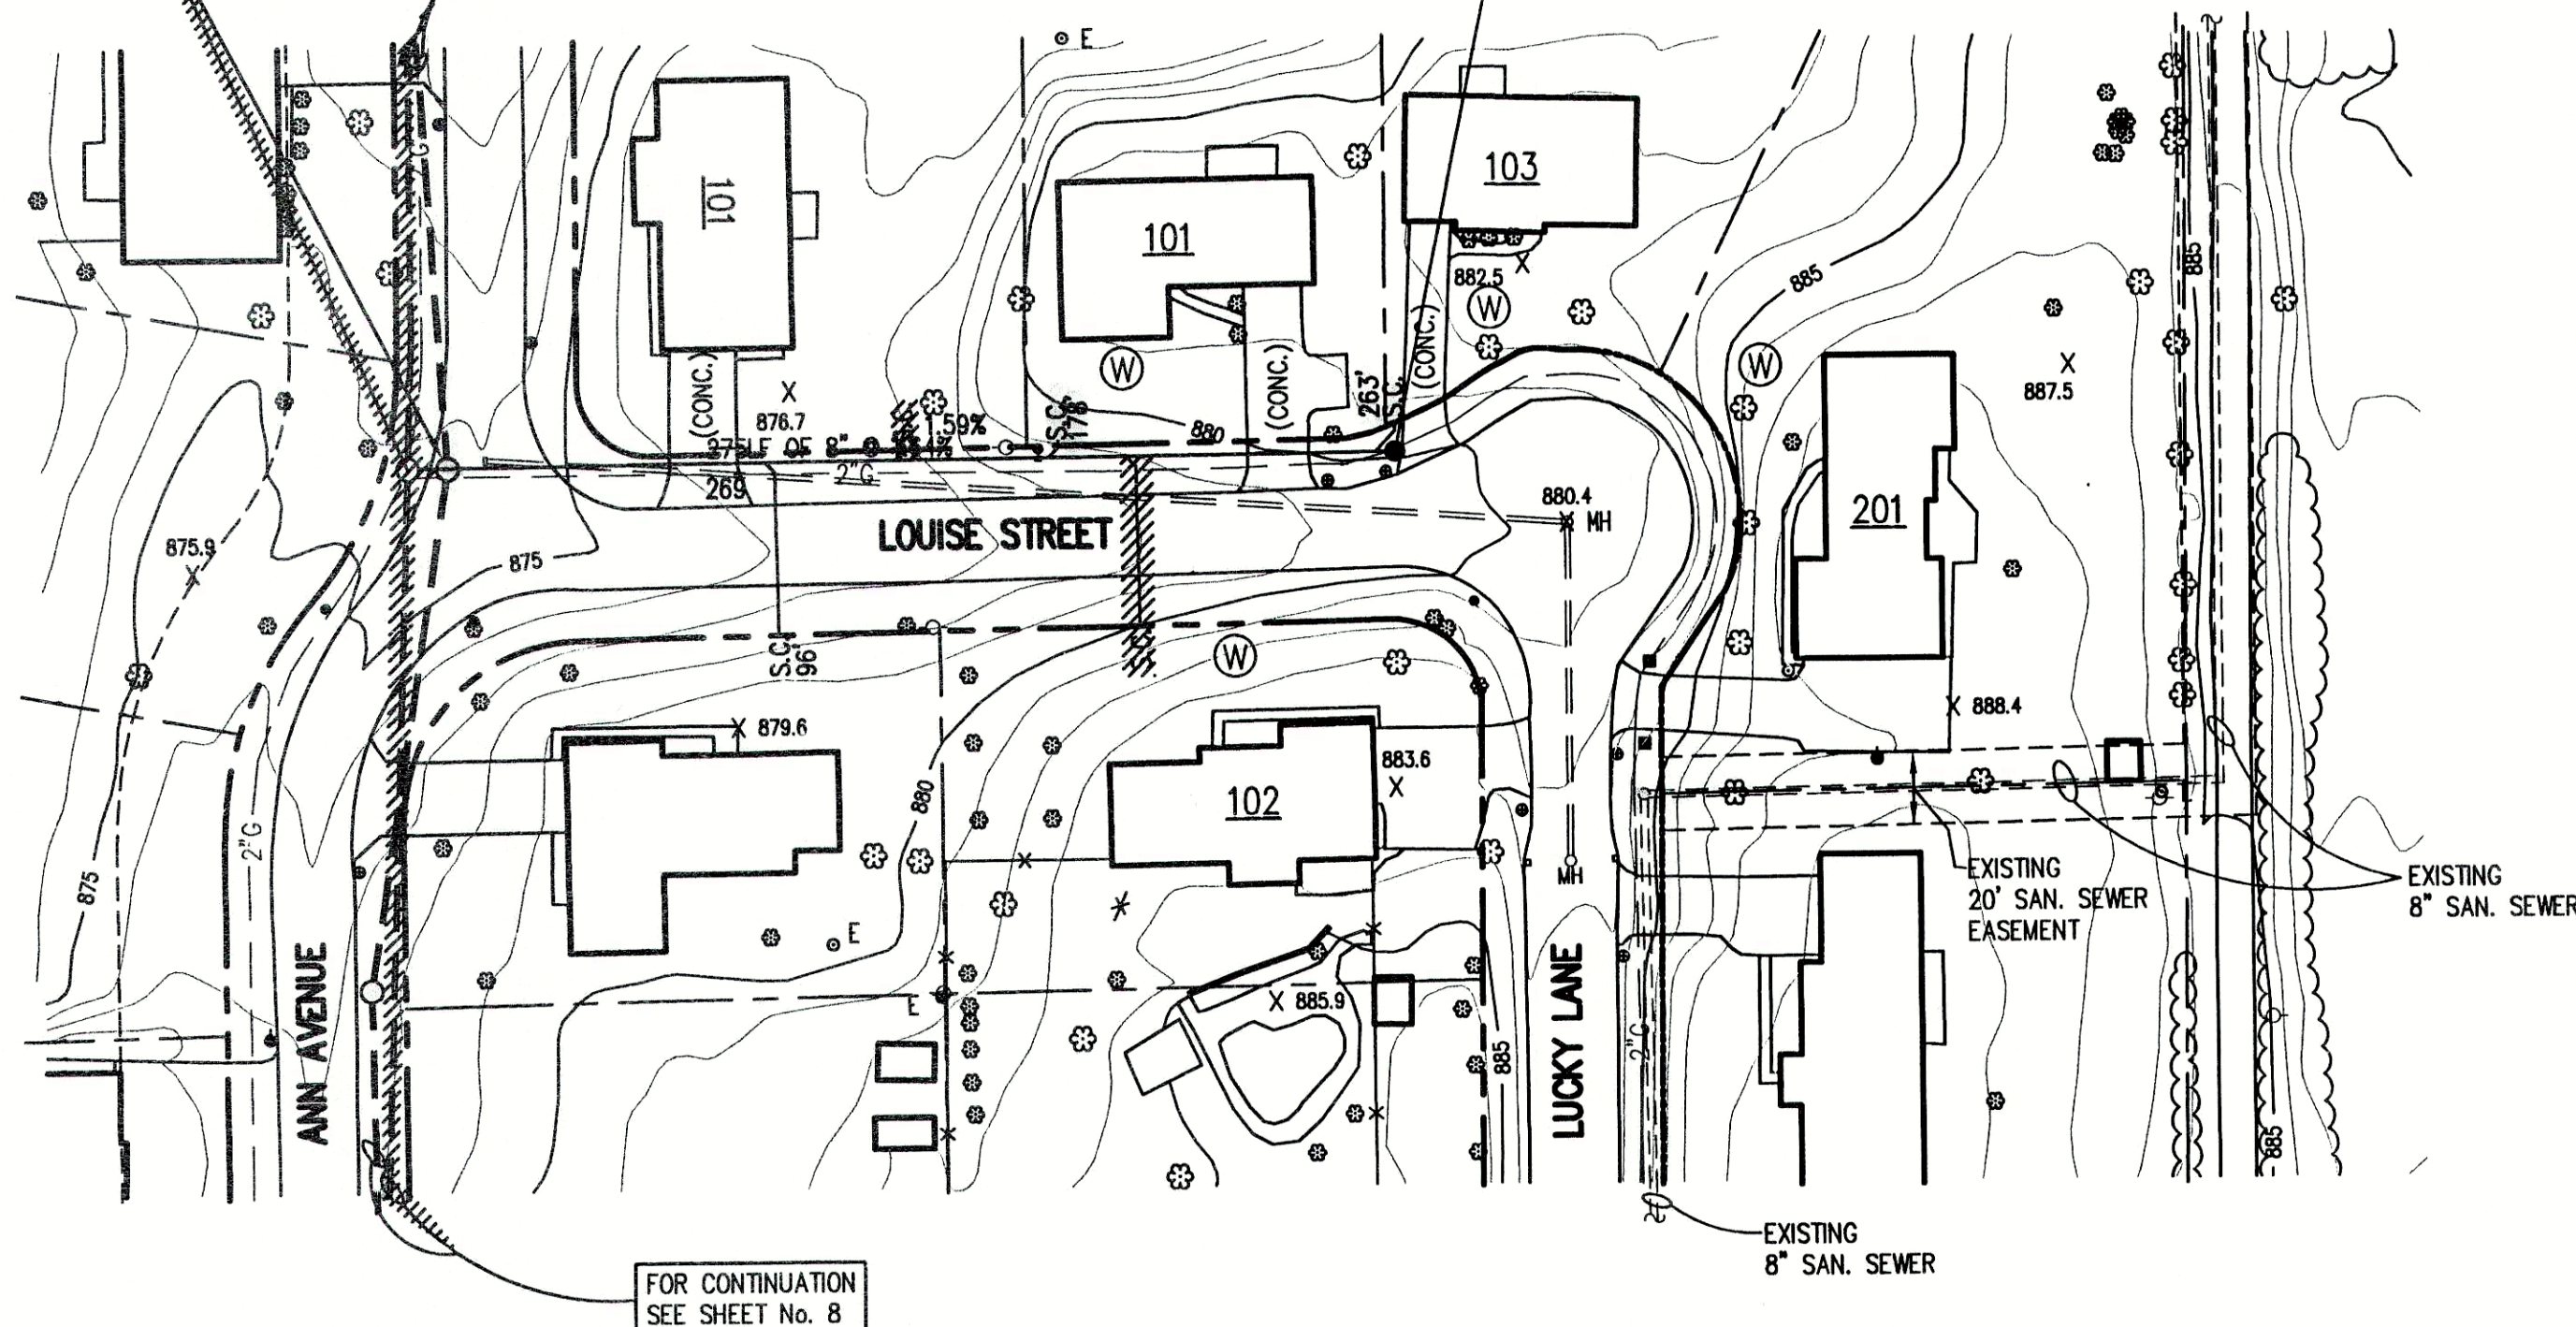 E
103
101
101
882.5
W
885
885
W
W
887.5
(CONC.)
(CONC.)
(CONC.)
876.7
1.59%
S.C.
178'
880
263'
S.C.
275LF OF 8"
269
2"G
880.4
MH
LOUISE STREET
201
875.9
875
W
S.C.
96'
888.4
879.6
883.6
880
102
2"G
875
MH
EXISTING
20' SAN. SEWER
EASEMENT
EXISTING
8" SAN. SEWER
E
E
885.9
ANN AVENUE
LUCKY LANE
885
2"G
885
EXISTING
8" SAN. SEWER
FOR CONTINUATION
SEE SHEET No. 8